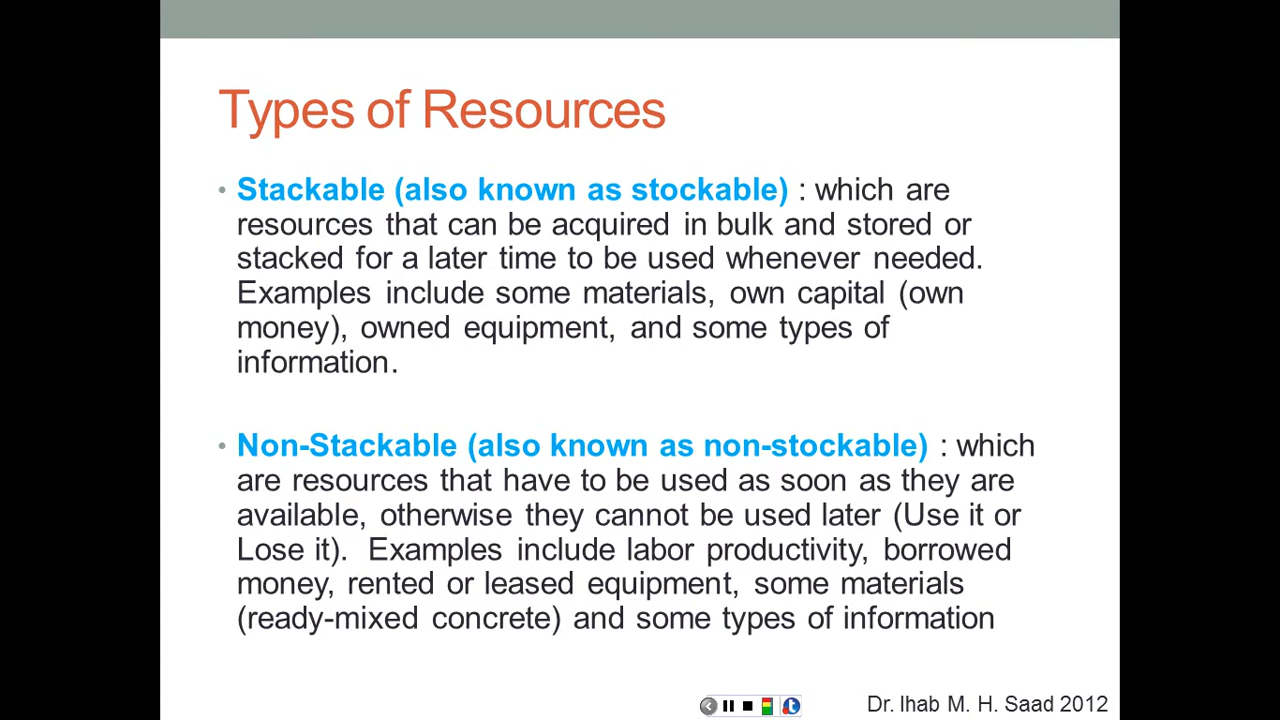 Types of Resources
• Stackable (also known as stockable) : which are
resources that can be acquired in bulk and stored or
stacked for a later time to be used whenever needed.
Examples include some materials, own capital (own
money), owned equipment, and some types of
information.
• Non-Stackable (also known as non-stockable) : which
are resources that have to be used as soon as they are
available, otherwise they cannot be used later (Use it or
Lose it). Examples include labor productivity, borrowed
money, rented or leased equipment, some materials
(ready-mixed concrete) and some types of information
Dr. Ihab M. H. Saad 2012